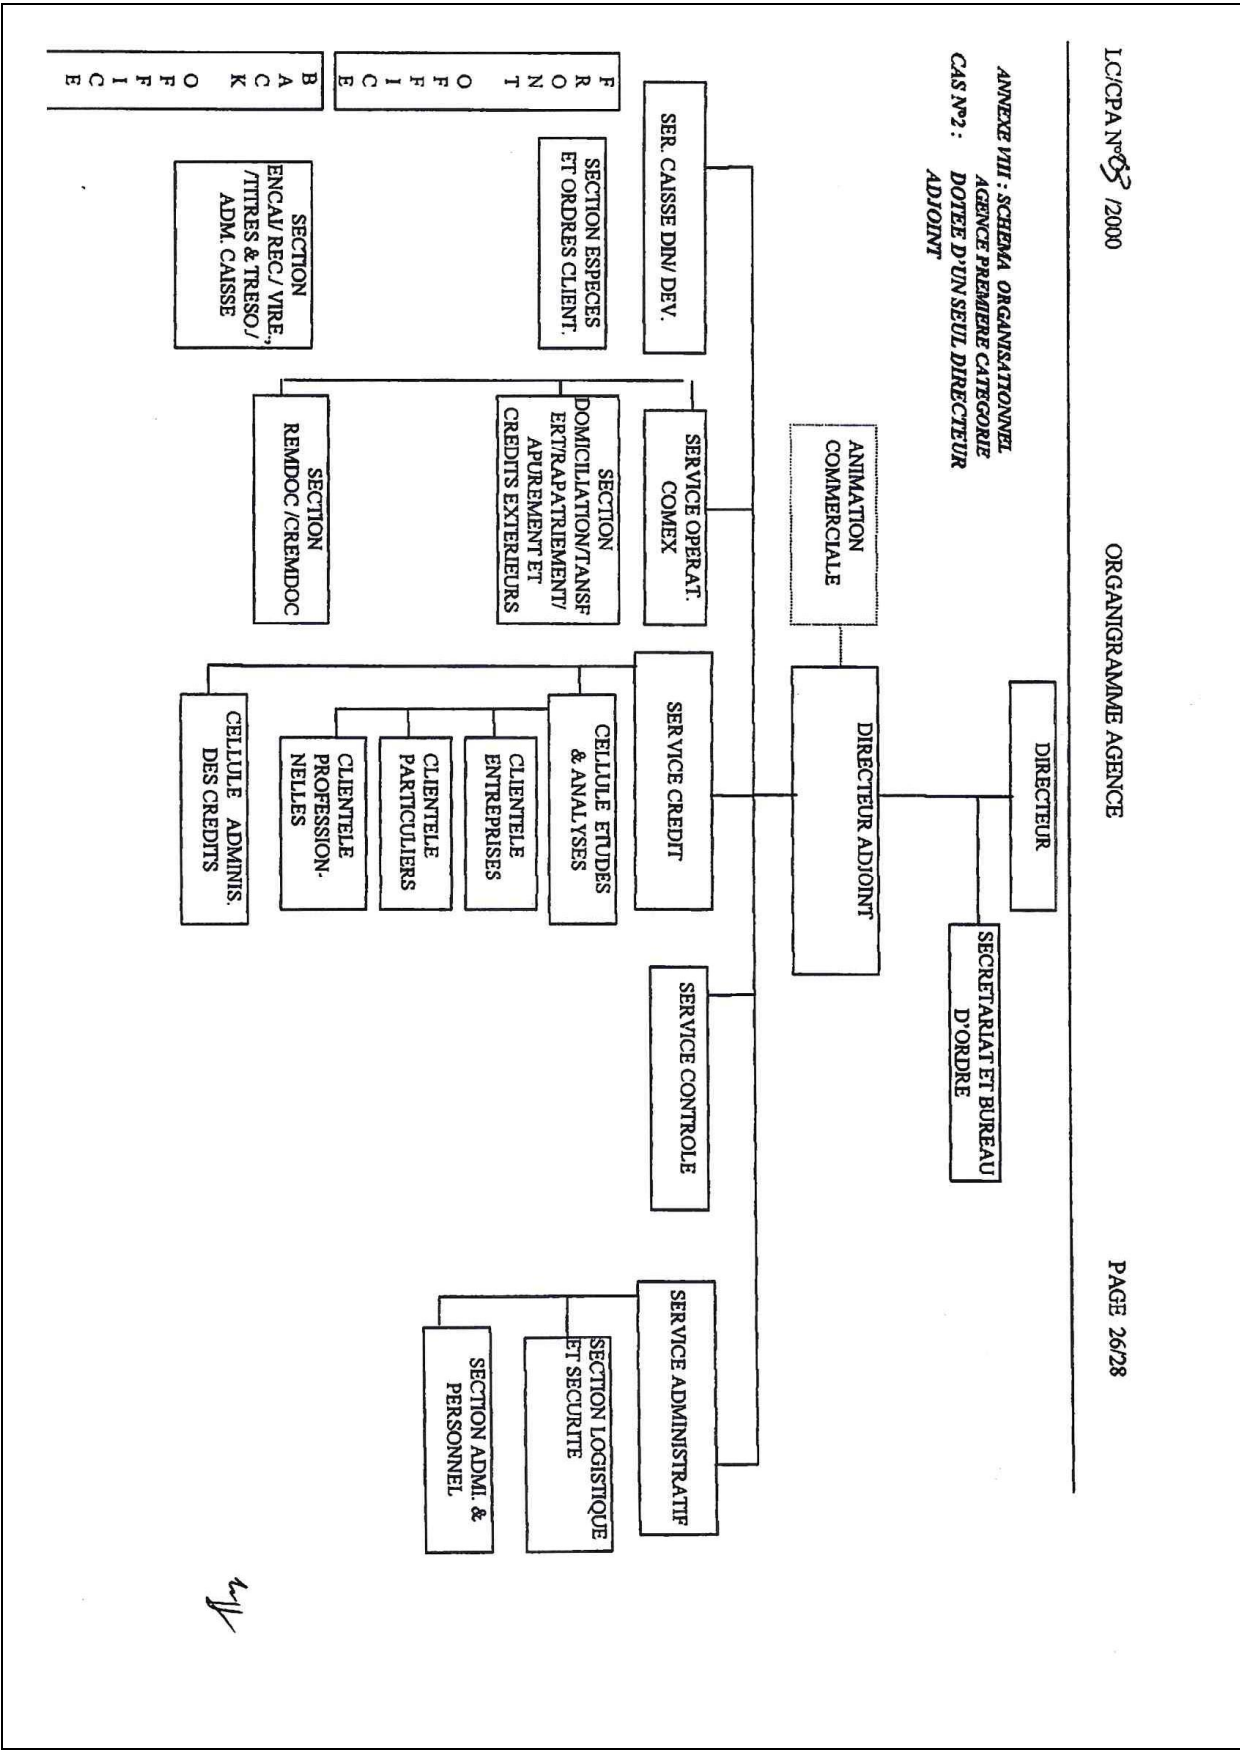 LC/CPA N°05 /2000
ORGANIGRAMME AGENCE
PAGE 26/28
ANNEXE VIII : SCHEMA ORGANISATIONNEL
AGENCE PREMIERE CATEGORIE
CAS N°2 : DOTEE D'UN SEUL DIRECTEUR
ADJOINT
DIRECTEUR
SECRETARIAT ET BUREAU
D'ORDRE
ANIMATION
COMMERCIALE
DIRECTEUR ADJOINT
SER. CAISSE DIN/ DEV.
SERVICE OPERAT.
COMEX
SERVICE CREDIT
SERVICE CONTROLE
SERVICE ADMINISTRATIF
FRONT OFFICE
SECTION ESPECES
ET ORDRES CLIENT.
SECTION
DOMICILIATION/TANSF
ERT/RAPATRIEMENT/
APUREMENT ET
CREDITS EXTERIEURS
CELLULE ETUDES
& ANALYSES
CLIENTELE
ENTREPRISES
CLIENTELE
PARTICULIERS
CLIENTELE
PROFESSION-
NELLES
SECTION LOGISTIQUE
ET SECURITE
SECTION ADMI. &
PERSONNEL
BACK OFFICE
SECTION
ENCAI/ REC./ VIRE.,
/TITRES & TRESO./
ADM. CAISSE
SECTION
REMDOC /CREMDOC
CELLULE ADMINIS.
DES CREDITS